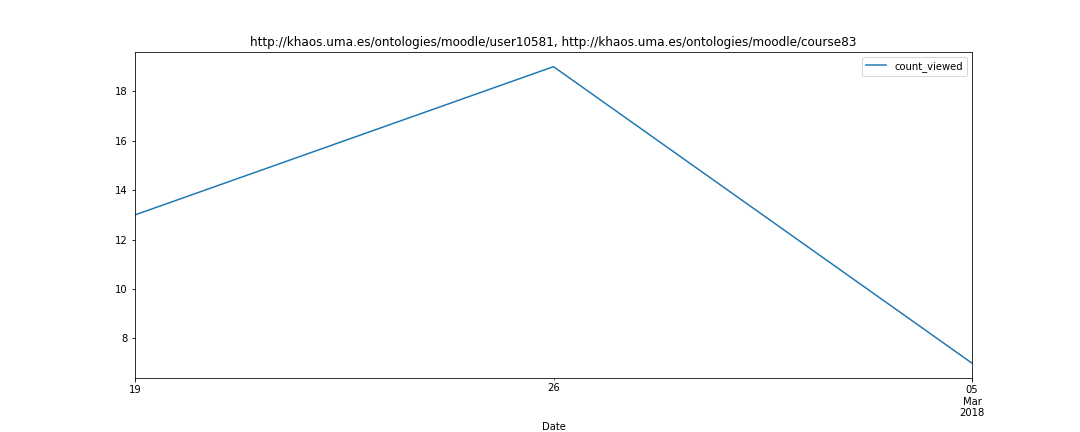 http://khaos.uma.es/ontologies/moodle/user10581, http://khaos.uma.es/ontologies/moodle/course83
count_viewed
18
16
14
12
10
8
19
26
05
Mar
2018
Date